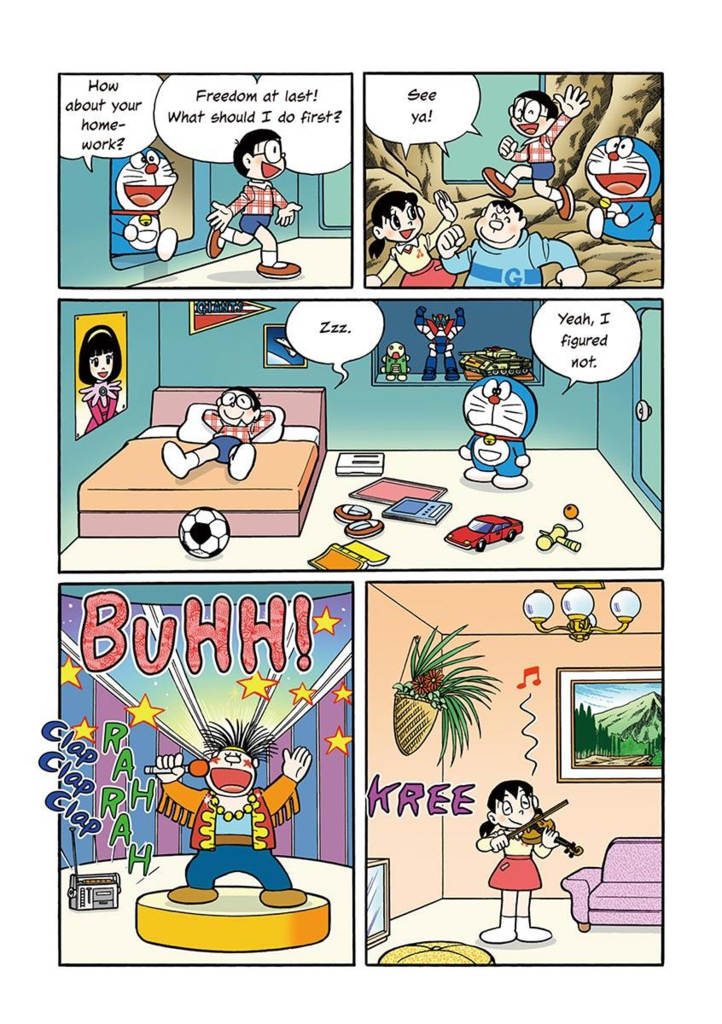 How
about your
home-
work?
Freedom at last!
What should I do first?
See
ya!
G
Zzz.
Yeah, I
figured
not.
BUHH!
Clap
Clap
Clap
RAH
RAH
KREE